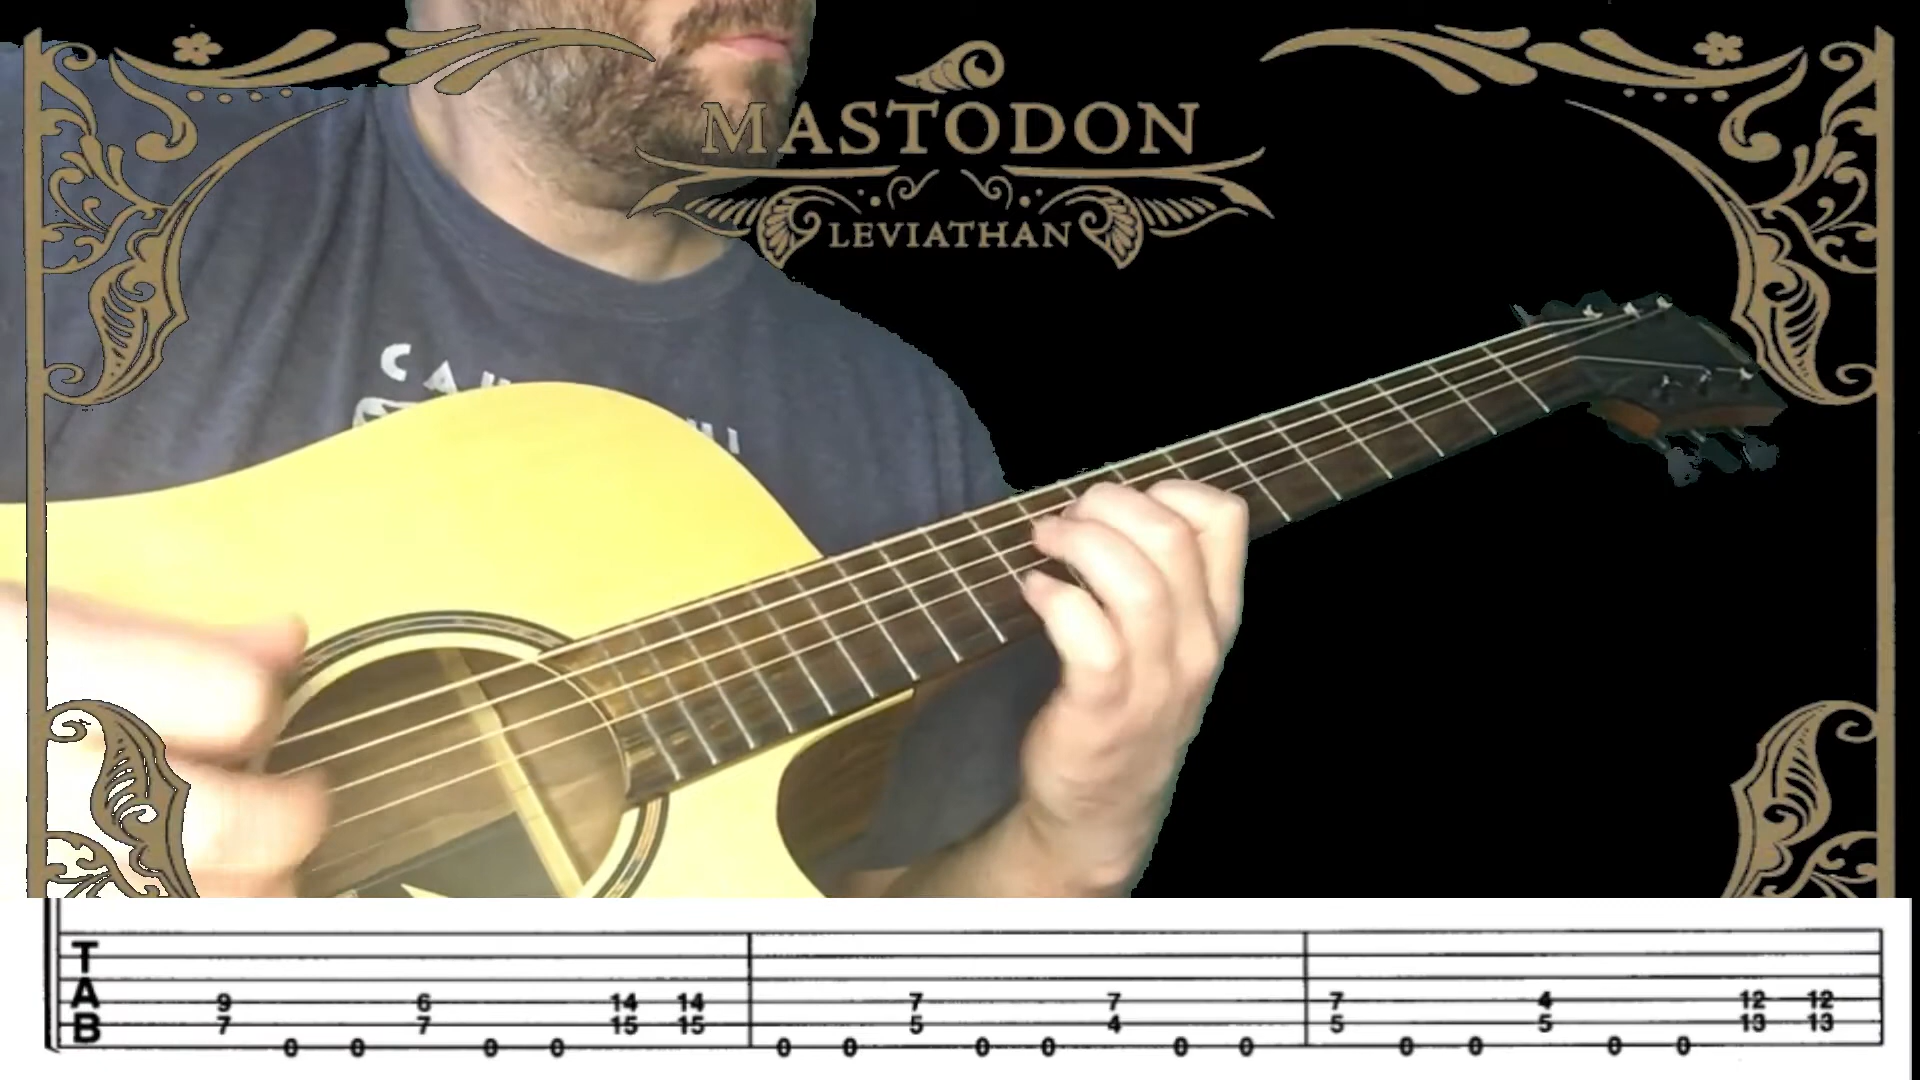 MASTODON
LEVIATHAN
T
A
B
9 6 14 14 7 7 7 4 12 12
7 7 15 15 5 4 5 5 13 13
0 0 0 0 0 0 0 0 0 0 0 0 0 0